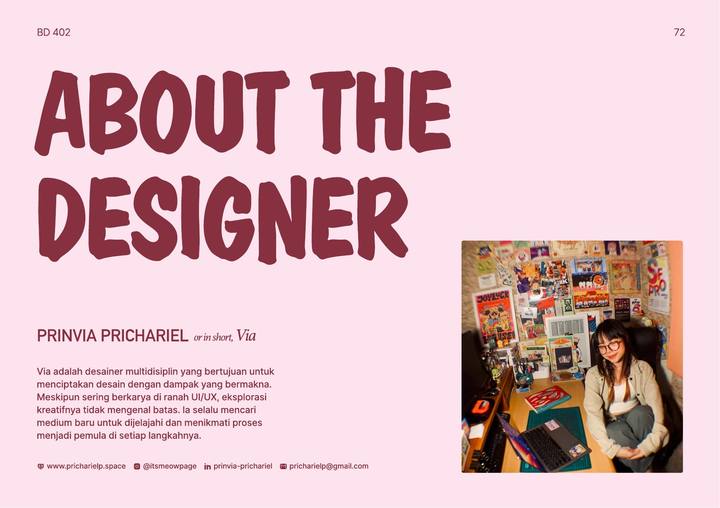 BD 402
72
ABOUT THE
DESIGNER
PRINVIA PRICHARIEL or in short, Via
Via adalah desainer multidisiplin yang bertujuan untuk
menciptakan desain dengan dampak yang bermakna.
Meskipun sering berkarya di ranah UI/UX, eksplorasi
kreatifnya tidak mengenal batas. Ia selalu mencari
medium baru untuk dijelajahi dan menikmati proses
menjadi pemula di setiap langkahnya.
www.pricharielp.space @itsmeowpage prinvia-prichariel pricharielp@gmail.com